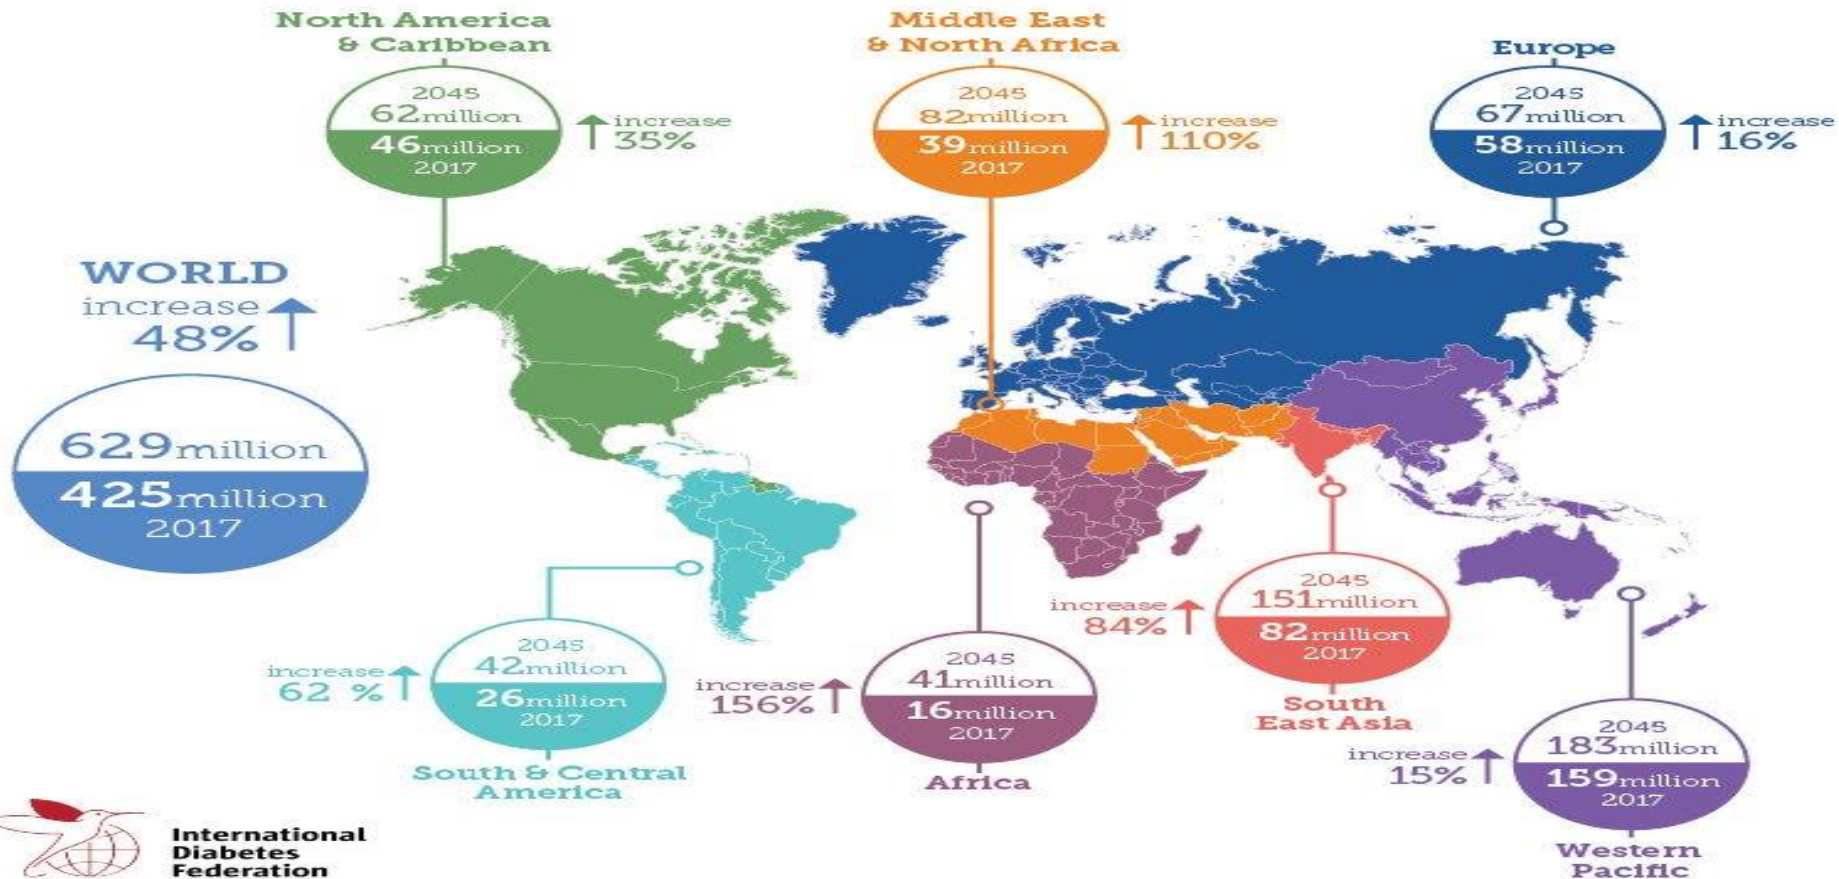 North America
& Caribbean
2045
62million
46million
2017
increase
35%
Middle East
& North Africa
2045
82million
39million
2017
increase
110%
Europe
2045
67million
58million
2017
increase
16%
WORLD
increase
48%
629million
425million
2017
increase
62 %
2045
42million
26million
2017
South & Central
America
increase
156%
2045
41million
16million
2017
Africa
increase
84%
2045
151million
82million
2017
South
East Asia
increase
15%
2045
183million
159million
2017
Western
Pacific
International
Diabetes
Federation